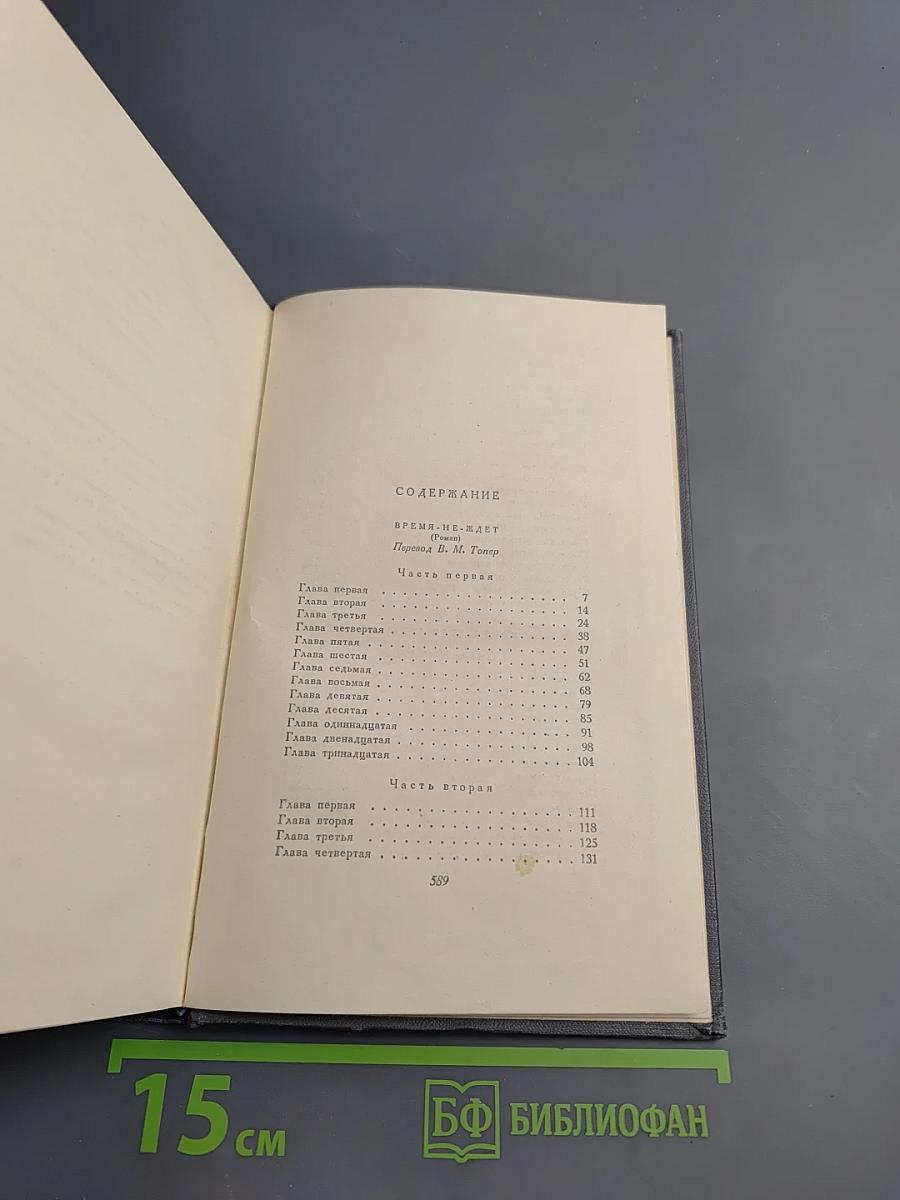 СОДЕРЖАНИЕ
ВРЕМЯ-НЕ-ЖДЕТ
(Роман)
Перевод В. М. Топер
Часть первая
Глава первая . . . . . . . . . . . . . . . . . . 7
Глава вторая . . . . . . . . . . . . . . . . . . 14
Глава третья . . . . . . . . . . . . . . . . . . 24
Глава четвертая . . . . . . . . . . . . . . . . . 38
Глава пятая . . . . . . . . . . . . . . . . . . . 47
Глава шестая . . . . . . . . . . . . . . . . . . 51
Глава седьмая . . . . . . . . . . . . . . . . . . 62
Глава восьмая . . . . . . . . . . . . . . . . . . 68
Глава девятая . . . . . . . . . . . . . . . . . . 79
Глава десятая . . . . . . . . . . . . . . . . . . 85
Глава одиннадцатая . . . . . . . . . . . . . . . 91
Глава двенадцатая . . . . . . . . . . . . . . . . 98
Глава тринадцатая . . . . . . . . . . . . . . . . 104
Часть вторая
Глава первая . . . . . . . . . . . . . . . . . . 111
Глава вторая . . . . . . . . . . . . . . . . . . 118
Глава третья . . . . . . . . . . . . . . . . . . 125
Глава четвертая . . . . . . . . . . . . . . . . . 131
589
15 см
БФ БИБЛИОФАН